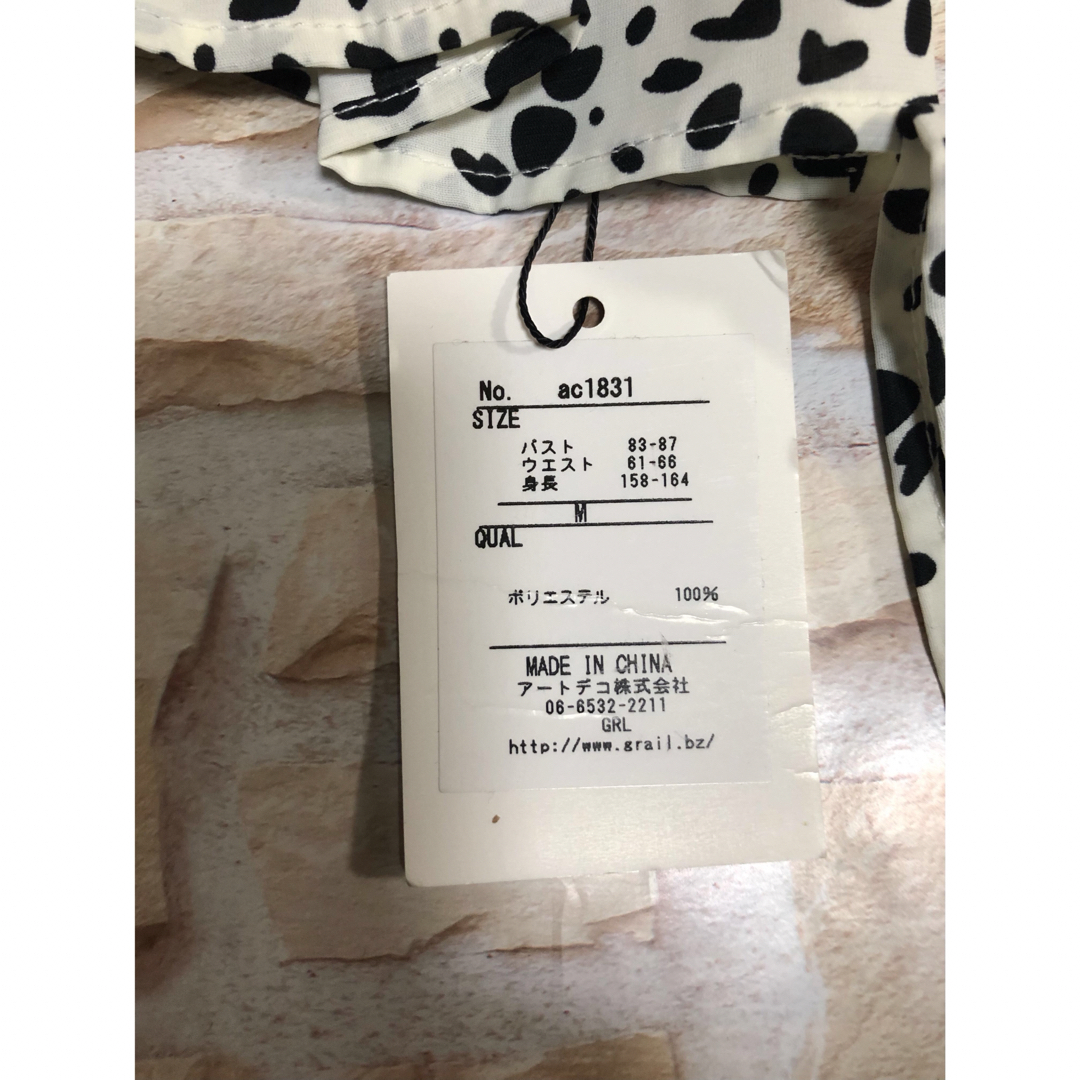 No. ac1831
SIZE
バスト 83-87
ウエスト 61-66
身長 158-164
M
QUAL
ポリエステル 100%
MADE IN CHINA
アートデコ株式会社
06-6532-2211
GRL
http://www.grail.bz/